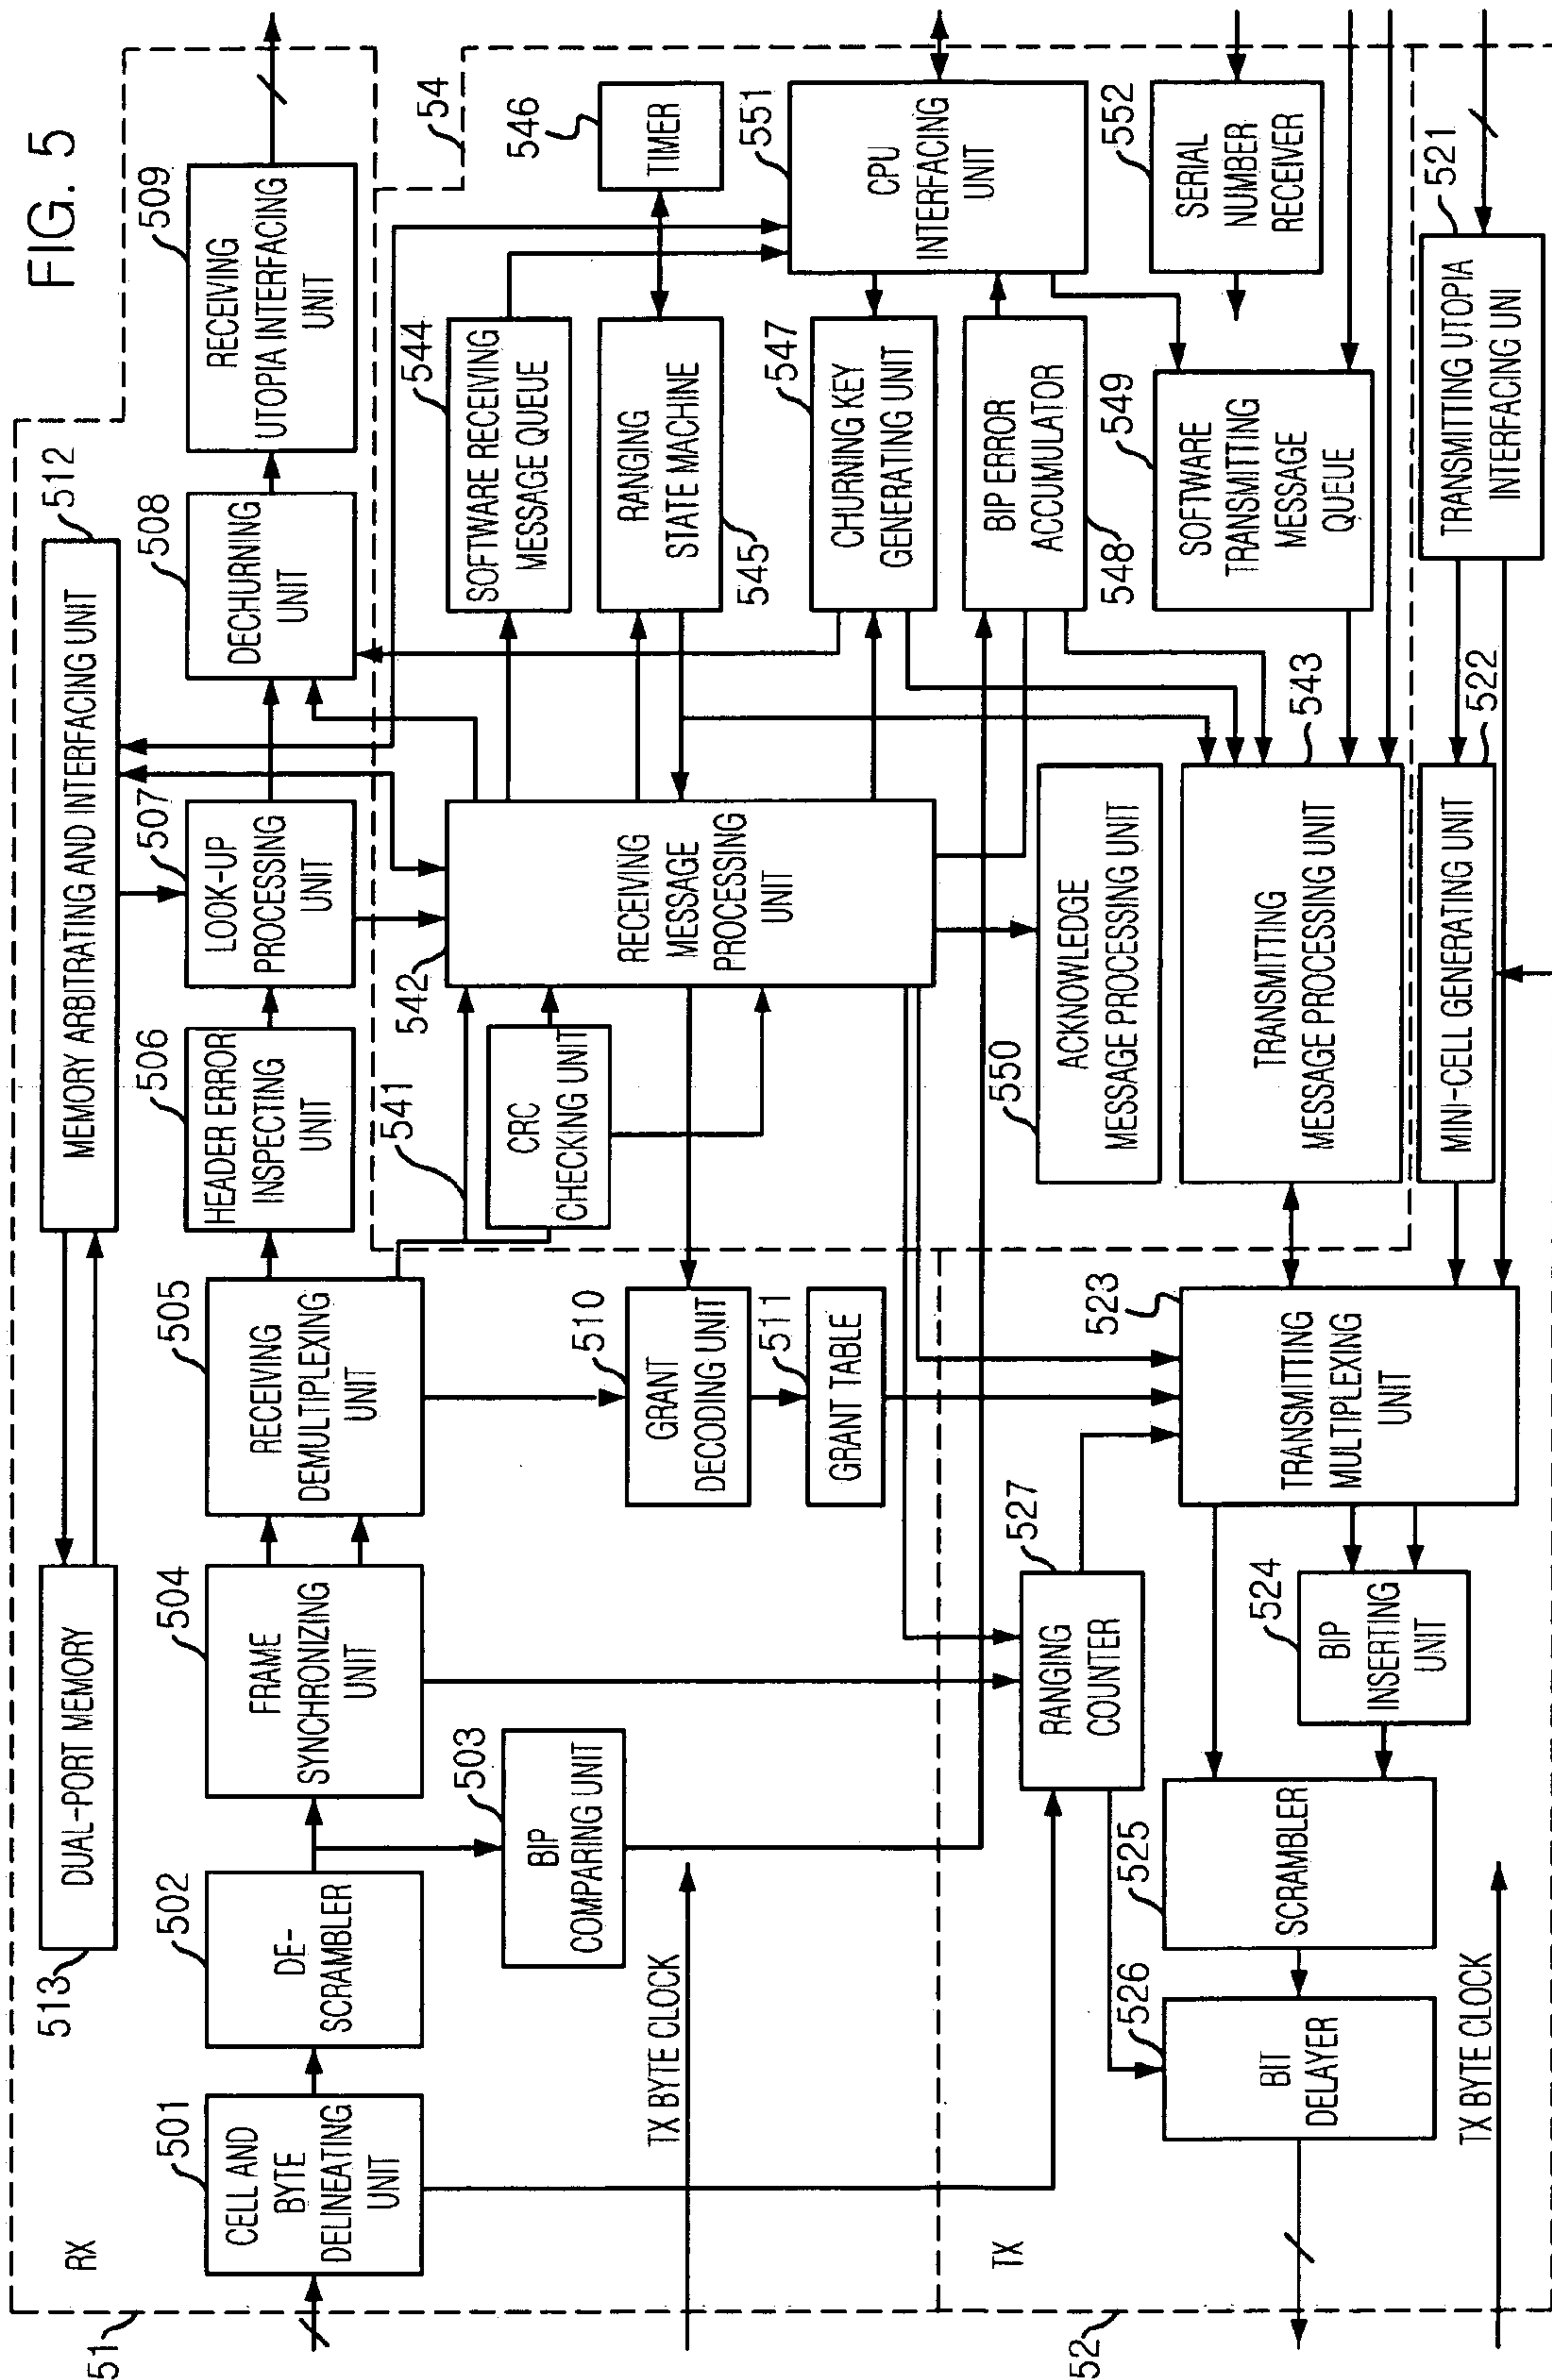 FIG. 5
51
RX
513
DUAL-PORT MEMORY
512
MEMORY ARBITRATING AND INTERFACING UNIT
501
CELL AND
BYTE
DELINEATING
UNIT
502
DE-
SCRAMBLER
504
FRAME
SYNCHRONIZING
UNIT
505
RECEIVING
DEMULTIPLEXING
UNIT
506
HEADER ERROR
INSPECTING
UNIT
507
LOOK-UP
PROCESSING
UNIT
508
DECHURNING
UNIT
509
RECEIVING
UTOPIA INTERFACING
UNIT
503
BIP
COMPARING UNIT
TX BYTE CLOCK
510
GRANT
DECODING UNIT
511
GRANT TABLE
54
541
CRC
CHECKING UNIT
542
RECEIVING
MESSAGE
PROCESSING
UNIT
544
SOFTWARE RECEIVING
MESSAGE QUEUE
RANGING
STATE MACHINE
545
546
TIMER
547
CHURNING KEY
GENERATING UNIT
BIP ERROR
ACCUMULATOR
548
551
CPU
INTERFACING
UNIT
549
SOFTWARE
TRANSMITTING
MESSAGE
QUEUE
552
SERIAL
NUMBER
RECEIVER
550
ACKNOWLEDGE
MESSAGE PROCESSING UNIT
543
TRANSMITTING
MESSAGE PROCESSING UNIT
52
TX
527
RANGING
COUNTER
526
BIT
DELAYER
525
SCRAMBLER
524
BIP
INSERTING
UNIT
523
TRANSMITTING
MULTIPLEXING
UNIT
522
MINI-CELL GENERATING UNIT
521
TRANSMITTING UTOPIA
INTERFACING UNI
TX BYTE CLOCK